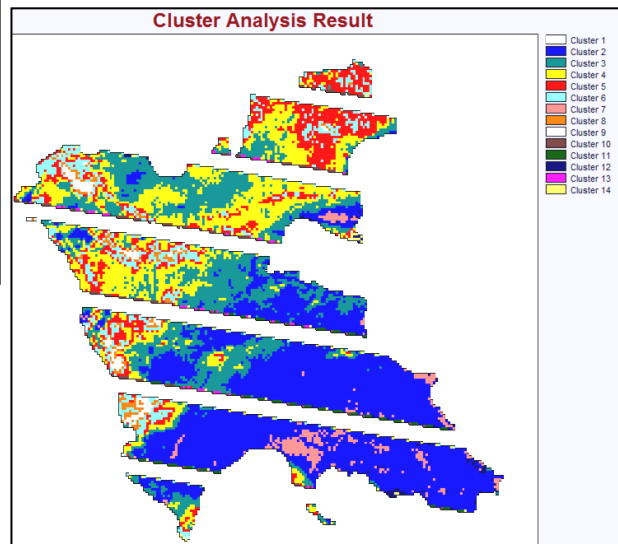 Cluster Analysis Result
Cluster 1
Cluster 2
Cluster 3
Cluster 4
Cluster 5
Cluster 6
Cluster 7
Cluster 8
Cluster 9
Cluster 10
Cluster 11
Cluster 12
Cluster 13
Cluster 14